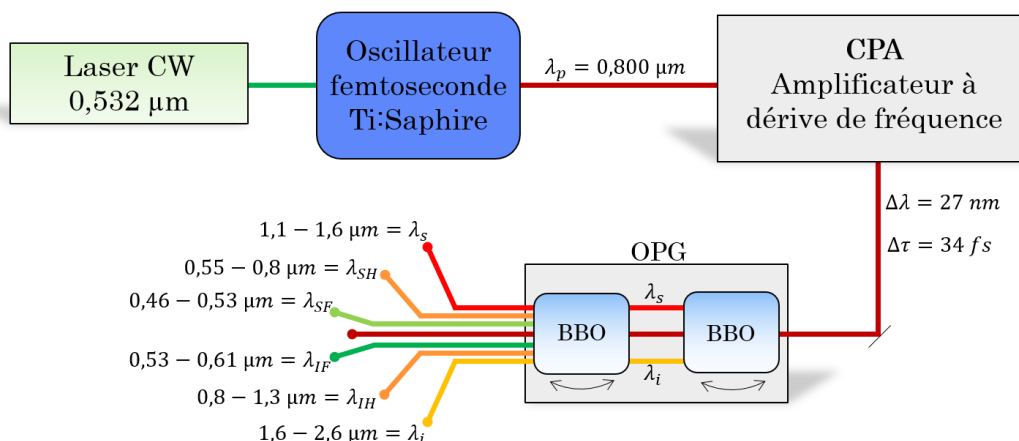 Laser CW
0,532 µm
Oscillateur
femtoseconde
Ti:Saphire
λp = 0,800 µm
CPA
Amplificateur à
dérive de fréquence
Δλ = 27 nm
Δτ = 34 fs
OPG
BBO
BBO
λs
λi
1,1 − 1,6 µm = λs
0,55 − 0,8 µm = λSH
0,46 − 0,53 µm = λSF
0,53 − 0,61 µm = λIF
0,8 − 1,3 µm = λIH
1,6 − 2,6 µm = λi